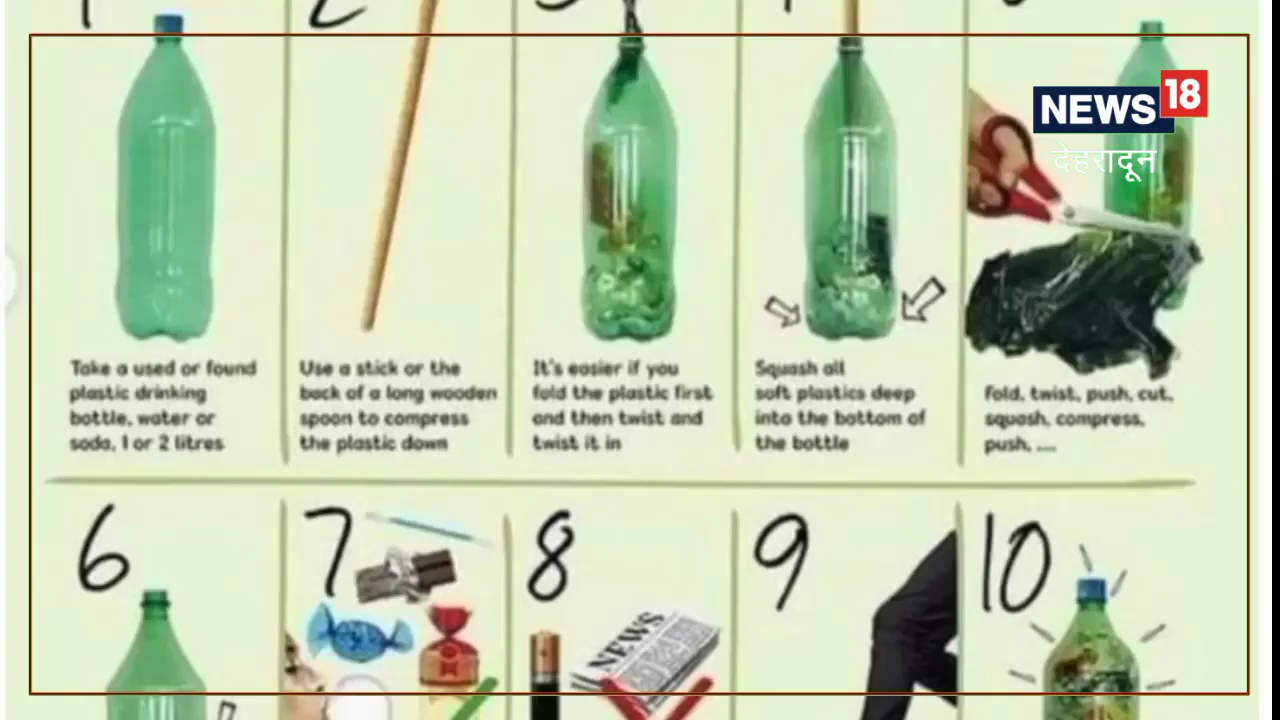 NEWS 18
देहरादून
Take a used or found
plastic drinking
bottle, water or
soda, 1 or 2 litres
2
Use a stick or the
back of a long wooden
spoon to compress
the plastic down
It's easier if you
fold the plastic first
and then twist and
twist it in
Squash all
soft plastics deep
into the bottom of
the bottle
Fold, twist, push, cut,
squash, compress,
push, ....
6
7
8
NEWS
9
10